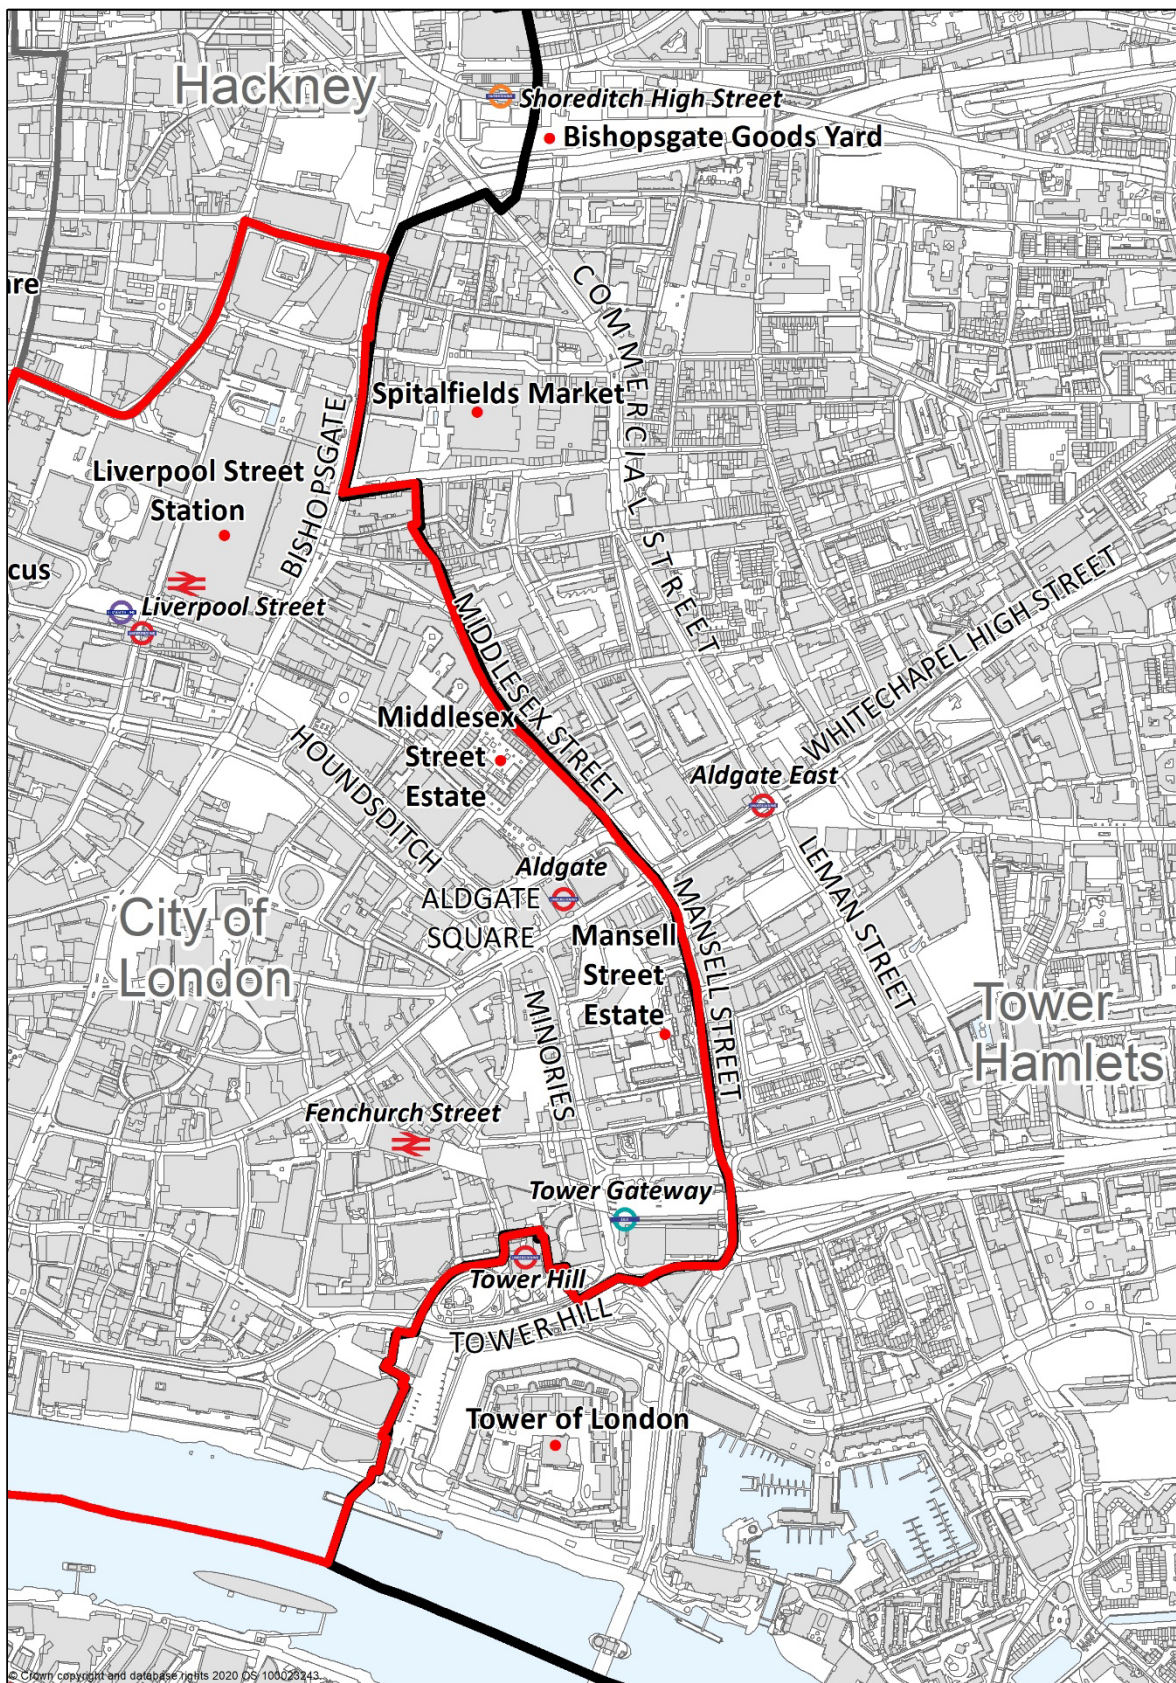 Hackney
Shoreditch High Street
Bishopsgate Goods Yard
are
COMMERCIAL STREET
Spitalfields Market
BISHOPSGATE
Liverpool Street
Station
cus
Liverpool Street
MIDDLESEX STREET
WHITECHAPEL HIGH STREET
Middlesex
Street
Estate
HOUNDSDITCH
Aldgate East
Aldgate
ALDGATE
SQUARE
LEMAN STREET
MANSELL STREET
City of
London
Mansell
Street
Estate
MINORIES
Tower
Hamlets
Fenchurch Street
Tower Gateway
Tower Hill
TOWER HILL
Tower of London
© Crown copyright and database rights 2020 OS 100023243